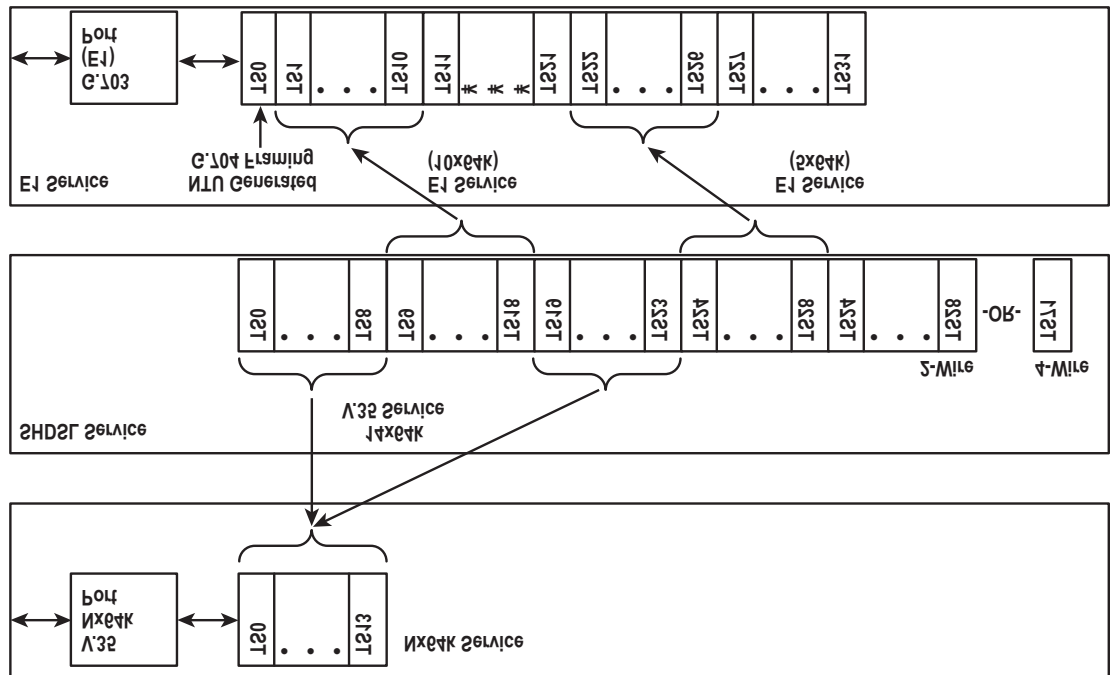 V.35
Nx64k
Port
TS0
. . .
TS13
Nx64k Service
SHDSL Service
14x64k
V.35 Service
2-Wire
4-Wire
TS0
. . .
TS8
TS9
. . .
TS18
TS19
. . .
TS23
TS24
. . .
TS28
TS24
. . .
TS28
-OR-
TS71
E1 Service
NTU Generated
G.704 Framing
E1 Service
(10x64k)
E1 Service
(5x64k)
G.703
(E1)
Port
TS0
TS1
. . .
TS10
TS11
* * *
TS21
TS22
. . .
TS26
TS27
. . .
TS31